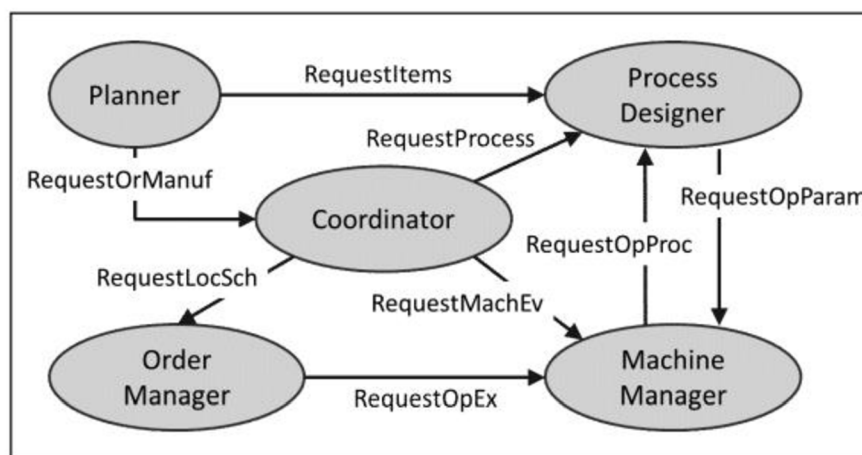 Planner
RequestItems
Process
Designer
RequestProcess
RequestOrManuf
Coordinator
RequestOpParam
RequestOpProc
RequestLocSch
RequestMachEv
Order
Manager
RequestOpEx
Machine
Manager